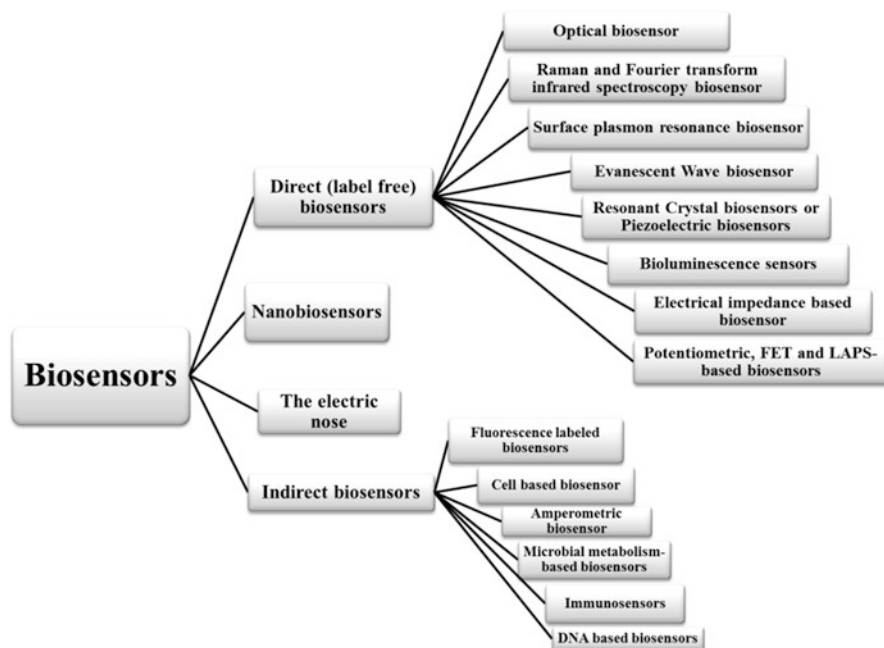 Optical biosensor
Raman and Fourier transform
infrared spectroscopy biosensor
Surface plasmon resonance biosensor
Direct (label free)
biosensors
Evanescent Wave biosensor
Resonant Crystal biosensors or
Piezoelectric biosensors
Bioluminescence sensors
Nanobiosensors
Electrical impedance based
biosensor
Potentiometric, FET and LAPS-
based biosensors
Biosensors
The electric
nose
Fluorescence labeled
biosensors
Indirect biosensors
Cell based biosensor
Amperometric
biosensor
Microbial metabolism-
based biosensors
Immunosensors
DNA based biosensors